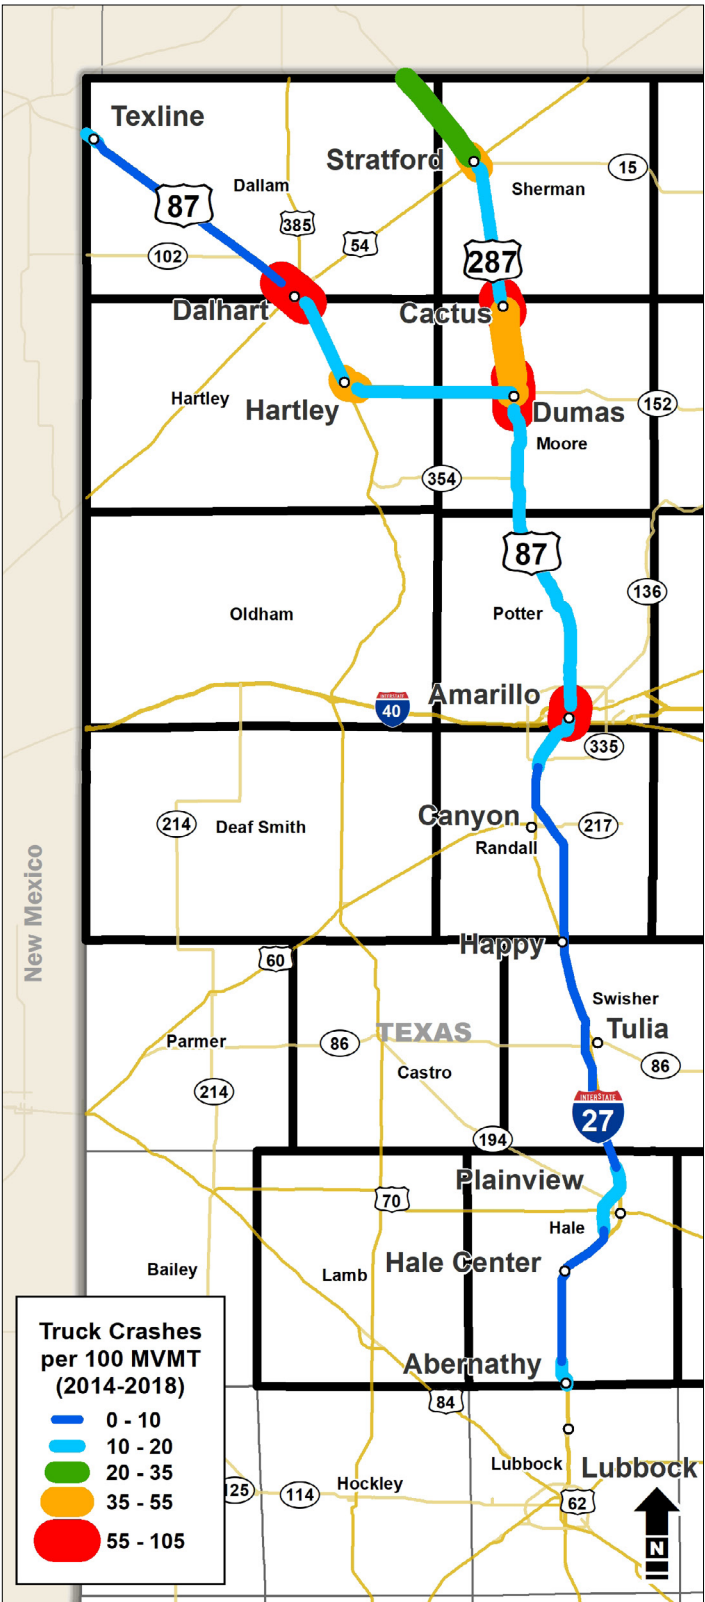 Texline
Stratford
15
Dallam
Sherman
87
385
54
102
287
Dalhart
Cactus
Hartley
Hartley
152
Dumas
Moore
354
87
136
Oldham
Potter
Amarillo
INTERSTATE
40
335
Canyon
214
Deaf Smith
217
Randall
New Mexico
Happy
60
Swisher
TEXAS
Tulia
Parmer
86
86
Castro
214
INTERSTATE
27
194
Plainview
70
Hale
Hale Center
Bailey
Lamb
Truck Crashes
per 100 MVMT
(2014-2018)
0 - 10
10 - 20
20 - 35
35 - 55
55 - 105
Abernathy
84
Lubbock
Lubbock
Hockley
125
114
62
N